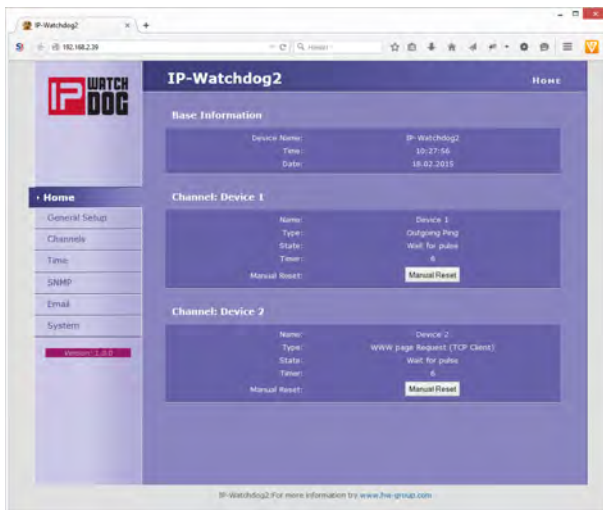 IP-Watchdog2
192.168.2.39
IP WATCH DOG
IP-Watchdog2
HOME
Base Information
Device Name: IP-Watchdog2
Time: 10:27:56
Date: 18.02.2015
Home
General Setup
Channels
Time
SNMP
Email
System
Version: 1.0.0
Channel: Device 1
Name: Device 1
Type: Outgoing Ping
State: Wait for pulse
Timer: 6
Manual Reset: Manual Reset
Channel: Device 2
Name: Device 2
Type: WWW page Request (TCP Client)
State: Wait for pulse
Timer: 6
Manual Reset: Manual Reset
IP-Watchdog2:For more information try www.hw-group.com